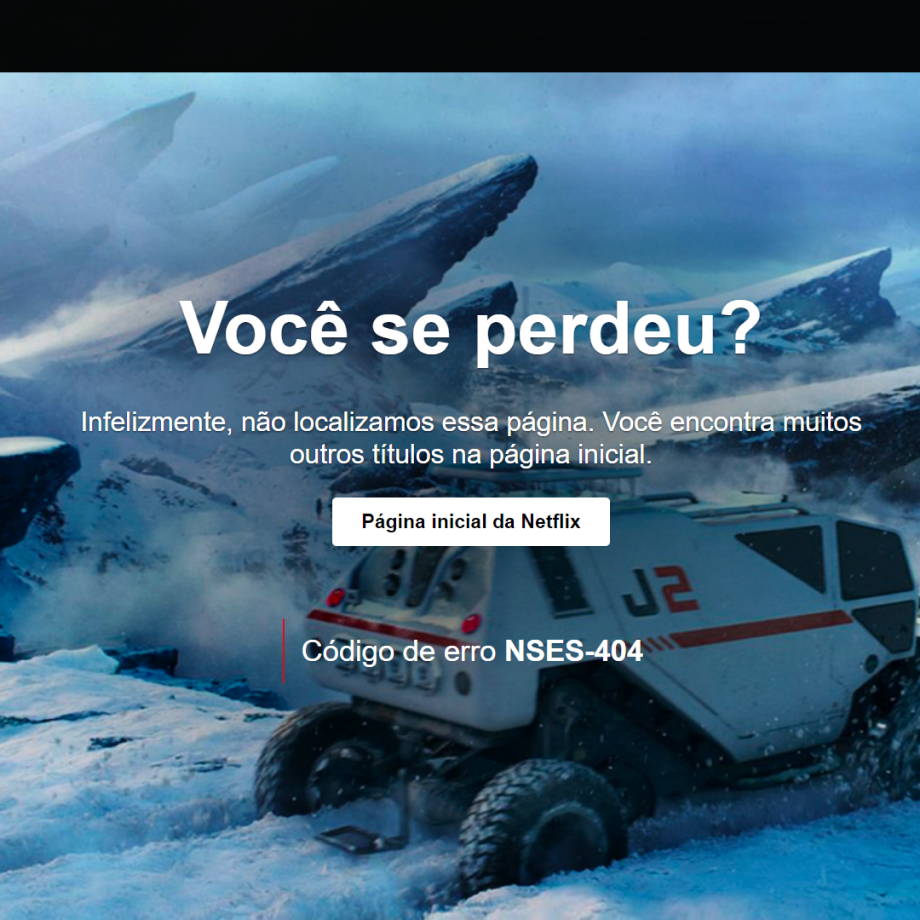 Você se perdeu?
Infelizmente, não localizamos essa página. Você encontra muitos
outros títulos na página inicial.
Página inicial da Netflix
J2
Código de erro NSES-404